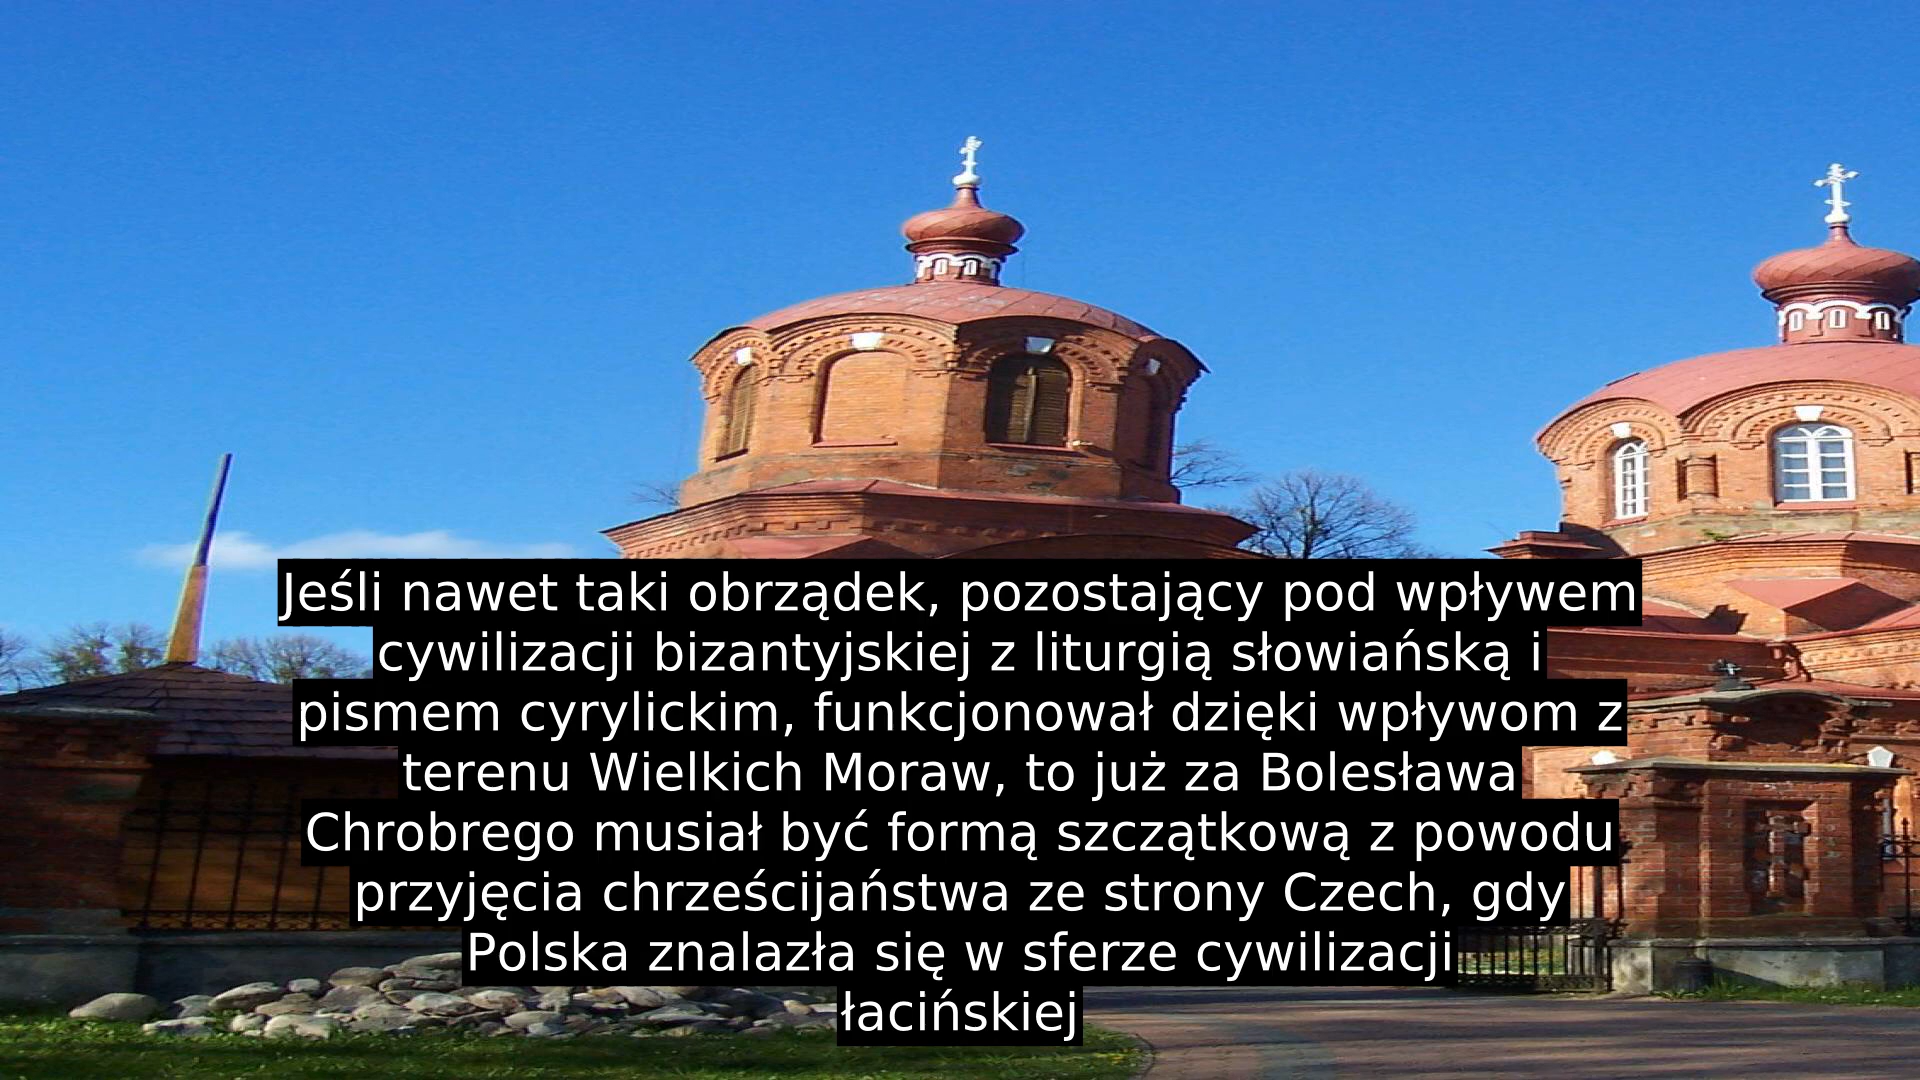 Jeśli nawet taki obrządek, pozostający pod wpływem
cywilizacji bizantyjskiej z liturgią słowiańską i
pismem cyrylickim, funkcjonował dzięki wpływom z
terenu Wielkich Moraw, to już za Bolesława
Chrobrego musiał być formą szczątkową z powodu
przyjęcia chrześcijaństwa ze strony Czech, gdy
Polska znalazła się w sferze cywilizacji
łacińskiej